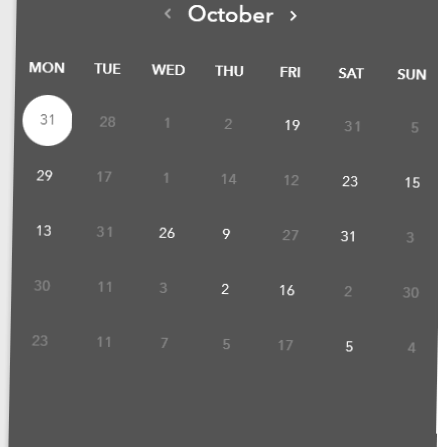 ‹ October ›
MON TUE WED THU FRI SAT SUN
31 28 1 2 19 31 5
29 17 1 14 12 23 15
13 31 26 9 27 31 3
30 11 3 2 16 2 30
23 11 7 5 17 5 4